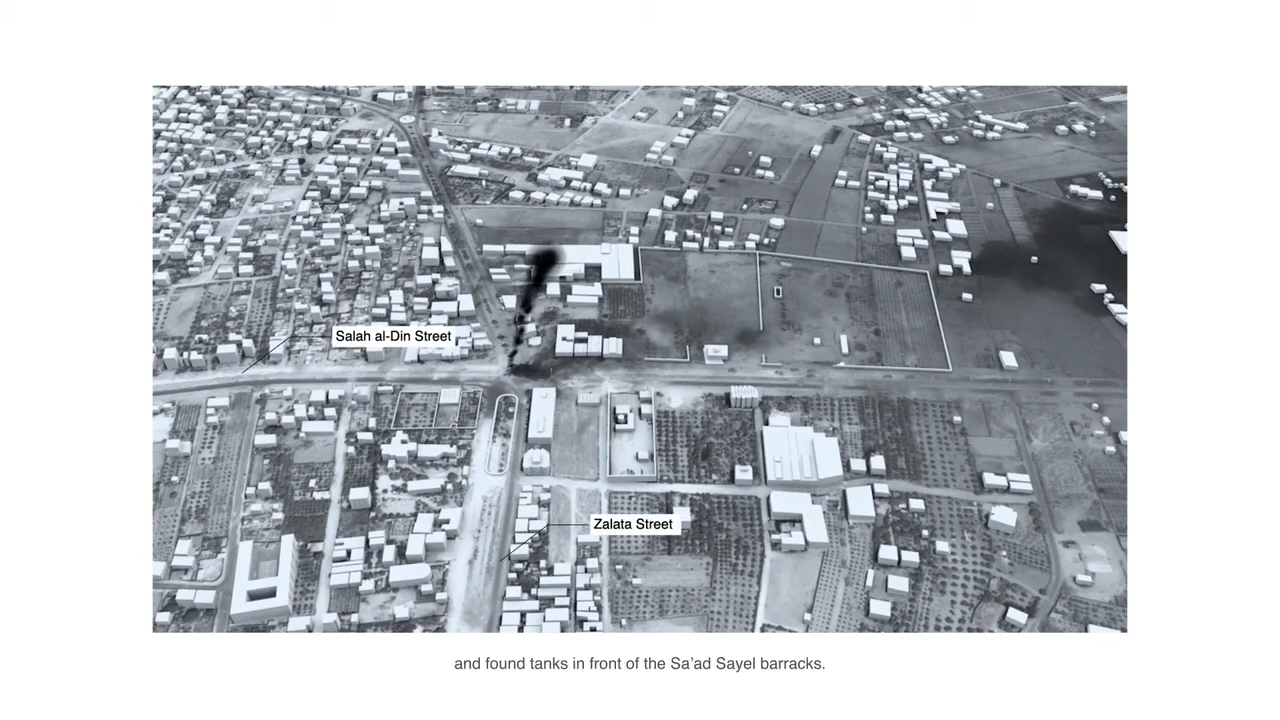 Salah al-Din Street
Zalata Street
and found tanks in front of the Sa’ad Sayel barracks.